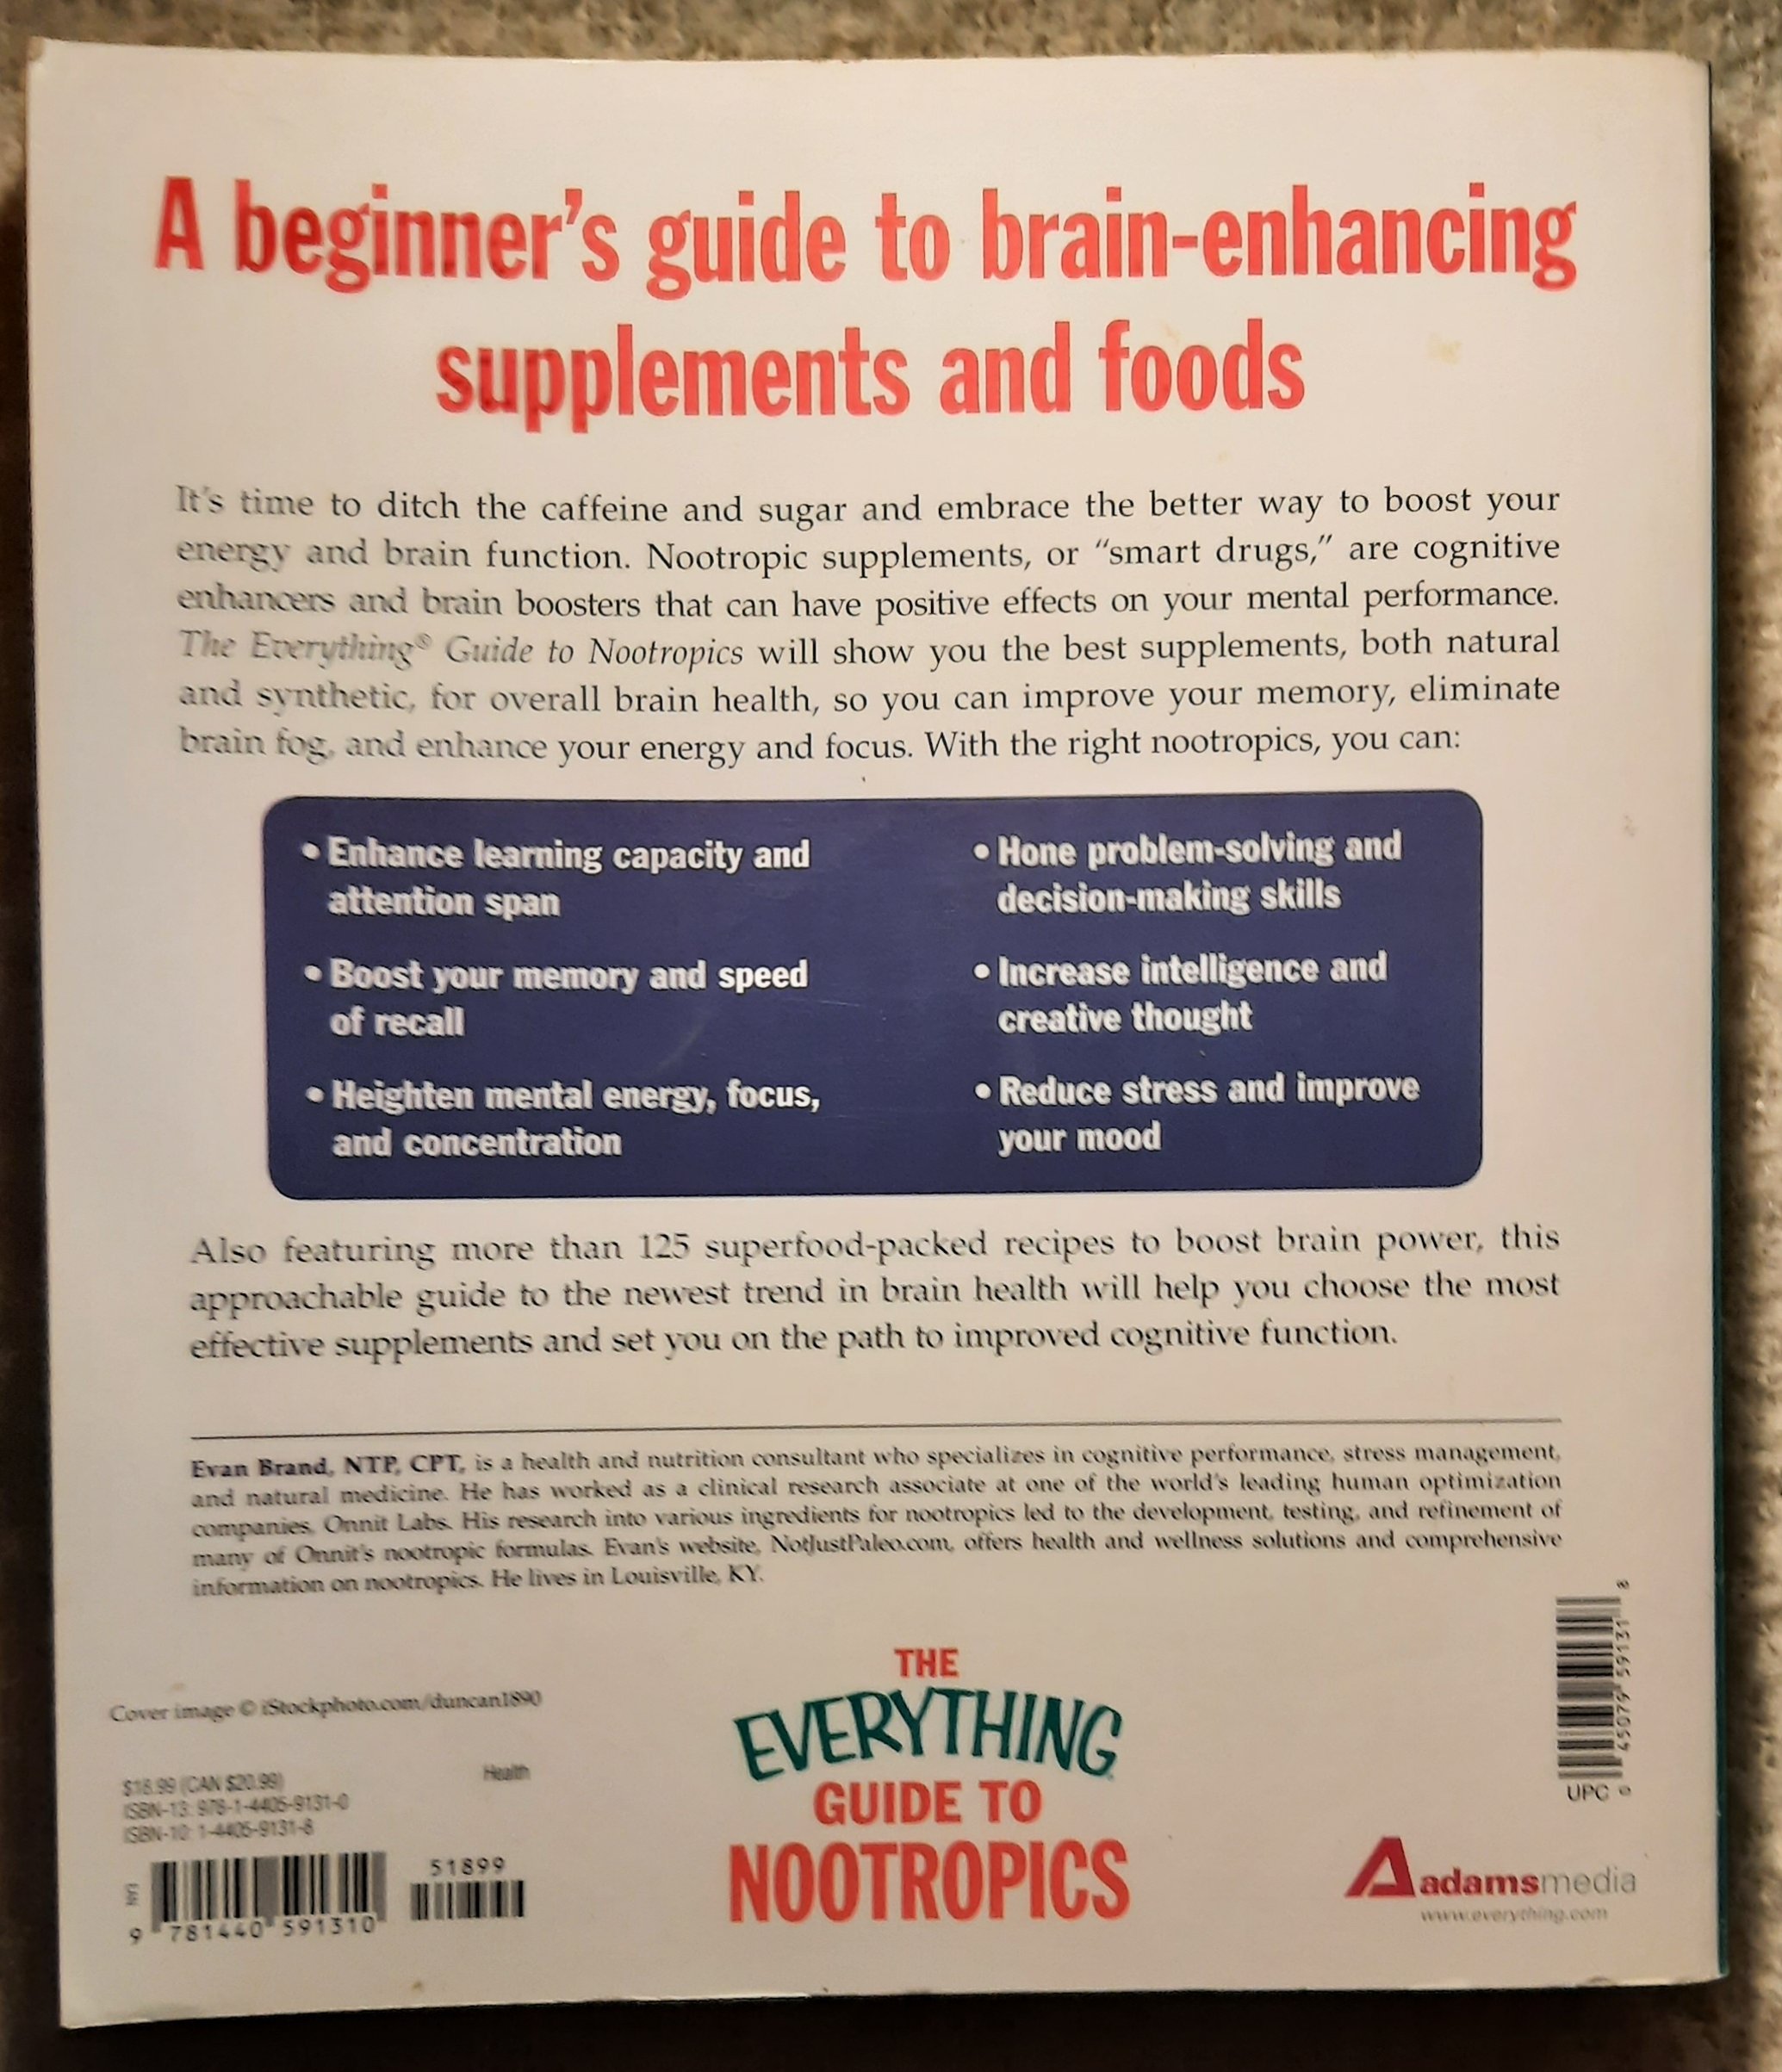 A beginner’s guide to brain-enhancing
supplements and foods
It’s time to ditch the caffeine and sugar and embrace the better way to boost your
energy and brain function. Nootropic supplements, or “smart drugs,” are cognitive
enhancers and brain boosters that can have positive effects on your mental performance.
The Everything® Guide to Nootropics will show you the best supplements, both natural
and synthetic, for overall brain health, so you can improve your memory, eliminate
brain fog, and enhance your energy and focus. With the right nootropics, you can:
• Enhance learning capacity and
attention span
• Boost your memory and speed
of recall
• Heighten mental energy, focus,
and concentration
• Hone problem-solving and
decision-making skills
• Increase intelligence and
creative thought
• Reduce stress and improve
your mood
Also featuring more than 125 superfood-packed recipes to boost brain power, this
approachable guide to the newest trend in brain health will help you choose the most
effective supplements and set you on the path to improved cognitive function.
Evan Brand, NTP, CPT, is a health and nutrition consultant who specializes in cognitive performance, stress management,
and natural medicine. He has worked as a clinical research associate at one of the world’s leading human optimization
companies, Onnit Labs. His research into various ingredients for nootropics led to the development, testing, and refinement of
many of Onnit’s nootropic formulas. Evan’s website, NotJustPaleo.com, offers health and wellness solutions and comprehensive
information on nootropics. He lives in Louisville, KY.
Cover image © iStockphoto.com/duncan1890
$18.99 (CAN $20.99)
Health
ISBN-13: 978-1-4405-9131-0
ISBN-10: 1-4405-9131-8
51899
9 781440 591310
THE
EVERYTHING
GUIDE TO
NOOTROPICS
0 45079 59131 8
UPC
adamsmedia
www.everything.com